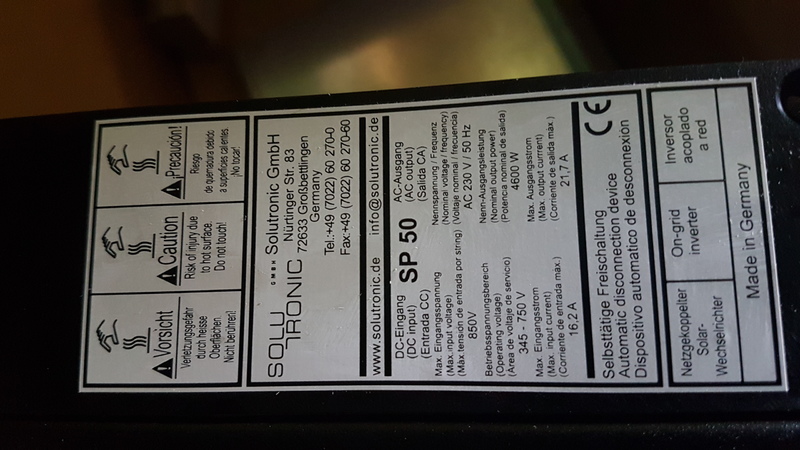 Vorsicht
Verletzungsgefahr
durch heisse
Oberflächen.
Nicht berühren!
Caution
Risk of injury due
to hot surface.
Do not touch!
¡Precaución!
Riesgo
de quemadura debido
a superficies calientes.
¡No tocar!
SOLU
TRONIC GMBH
Solutronic GmbH
Nürtinger Str. 83
72633 Großbettlingen
Germany
Tel.:+49 (7022) 60 270-0
Fax:+49 (7022) 60 270-60
www.solutronic.de info@solutronic.de
SP 50
DC-Eingang
(DC input)
(Entrada CC)
Max. Eingangsspannung
(Max. input voltage)
(Máx. tensión de entrada por string)
850V
Betriebsspannungsbereich
(Operating voltage)
(Área de voltaje de servicio)
345 - 750 V
Max. Eingangsstrom
(Max. input current)
(Corriente de entrada máx.)
16,2 A
AC-Ausgang
(AC output)
(Salida CA)
Nennspannung / Frequenz
(Nominal voltage / frequency)
(Voltaje nominal / frecuencia)
AC 230 V / 50 Hz
Nenn-Ausgangsleistung
(Nominal output power)
(Potencia nominal de salida)
4600 W
Max. Ausgangsstrom
(Max. output currrent)
(Corriente de salida máx.)
21,7 A
Selbsttätige Freischaltung
Automatic disconnection device
Dispositivo automatico de desconnexión
CE
Netzgekoppelter
Solar-
Wechselrichter
On-grid
inverter
Inversor
acoplado
a red
Made in Germany